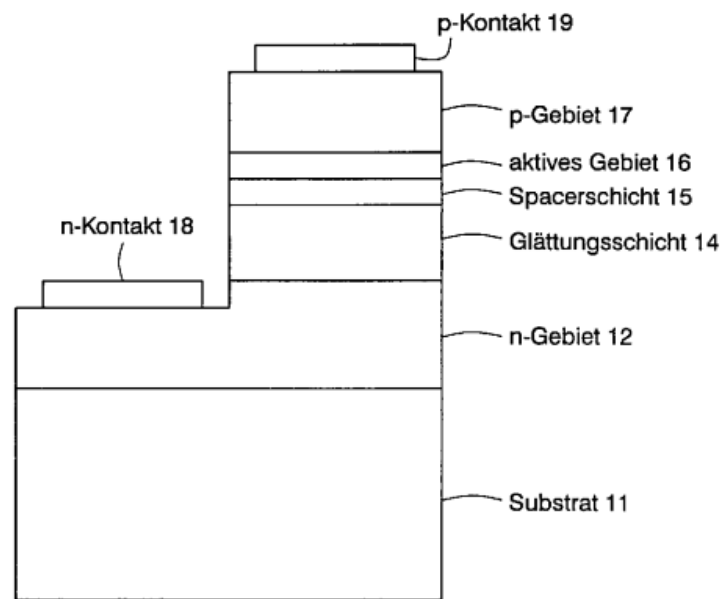 p-Kontakt 19
p-Gebiet 17
aktives Gebiet 16
Spacerschicht 15
n-Kontakt 18
Glättungsschicht 14
n-Gebiet 12
Substrat 11